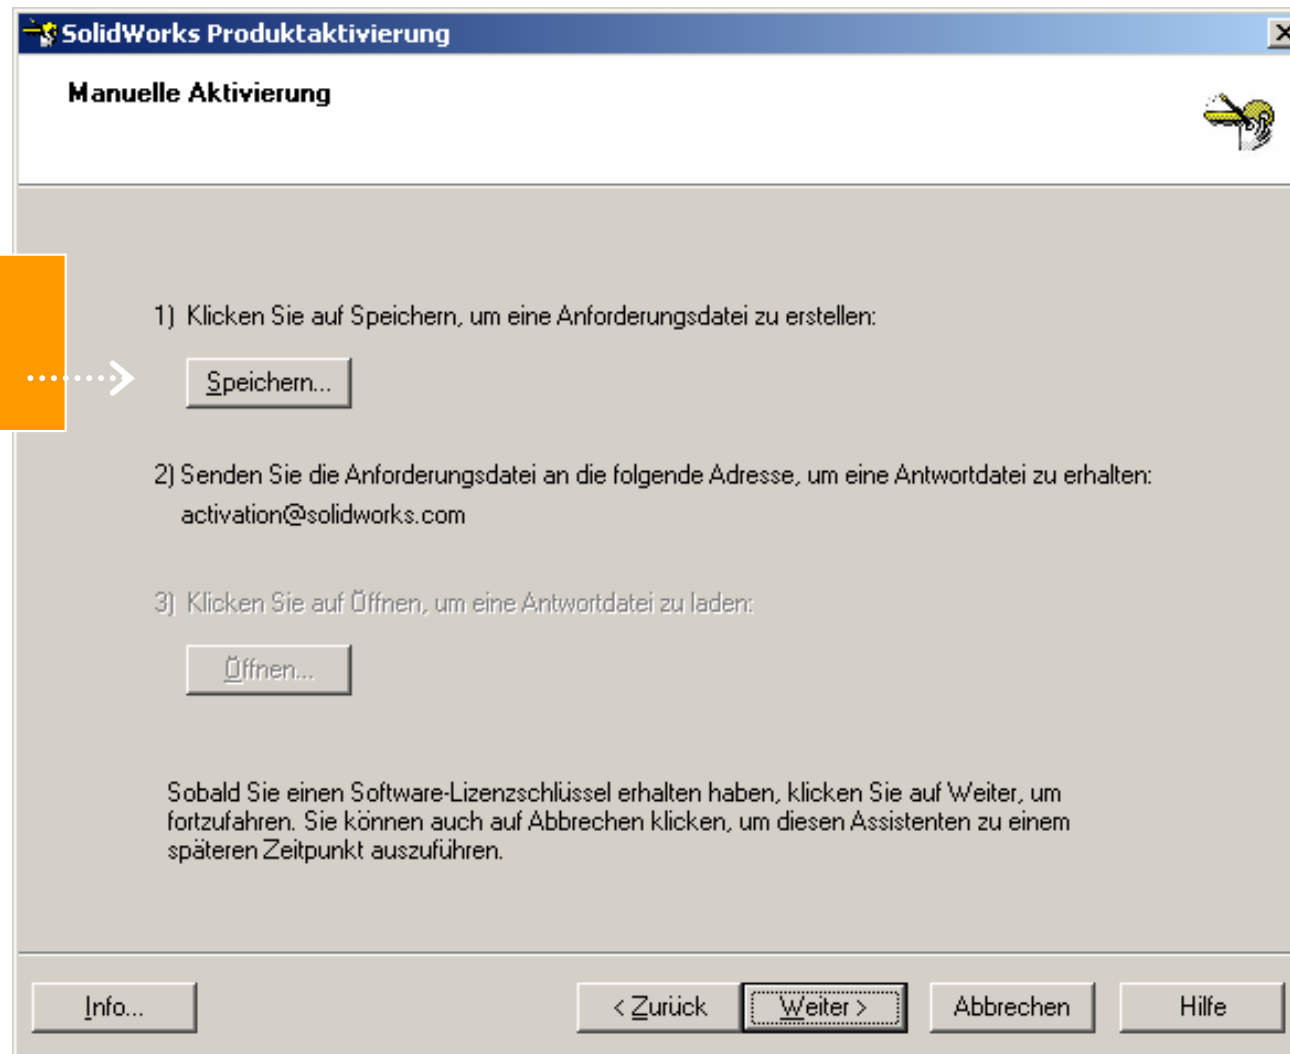 SolidWorks Produktaktivierung
Manuelle Aktivierung
1) Klicken Sie auf Speichern, um eine Anforderungsdatei zu erstellen:
Speichern...
2) Senden Sie die Anforderungsdatei an die folgende Adresse, um eine Antwortdatei zu erhalten:
activation@solidworks.com
3) Klicken Sie auf Öffnen, um eine Antwortdatei zu laden:
Öffnen...
Sobald Sie einen Software-Lizenzschlüssel erhalten haben, klicken Sie auf Weiter, um
fortzufahren. Sie können auch auf Abbrechen klicken, um diesen Assistenten zu einem
späteren Zeitpunkt auszuführen.
Info... < Zurück Weiter > Abbrechen Hilfe